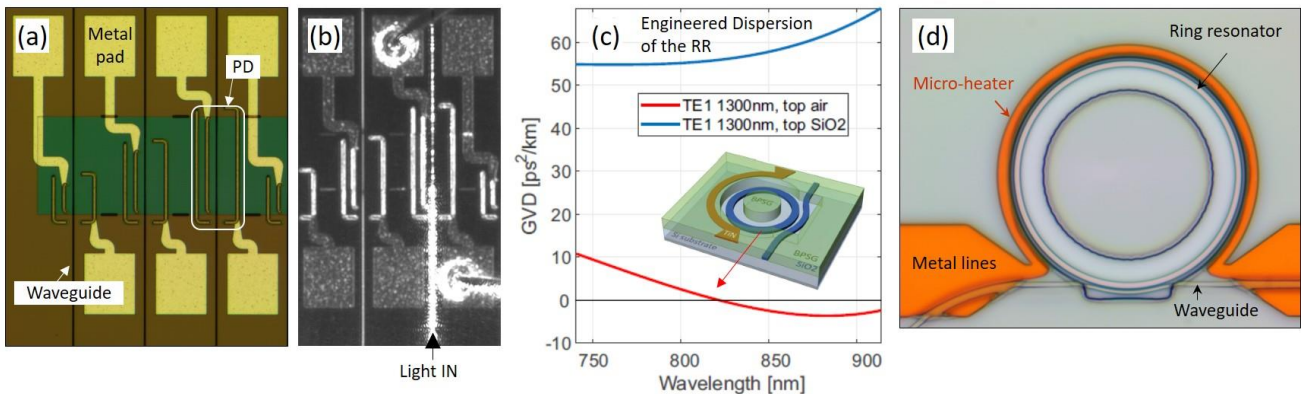 (a)
Metal
pad
PD
Waveguide
(b)
Light IN
(c)
Engineered Dispersion
of the RR
TE1 1300nm, top air
TE1 1300nm, top SiO2
GVD [ps²/km]
60
50
40
30
20
10
0
-10
750
800
850
900
Wavelength [nm]
BPSG
TiN
Si substrate
BPSG
SiO2
(d)
Ring resonator
Micro-heater
Metal lines
Waveguide